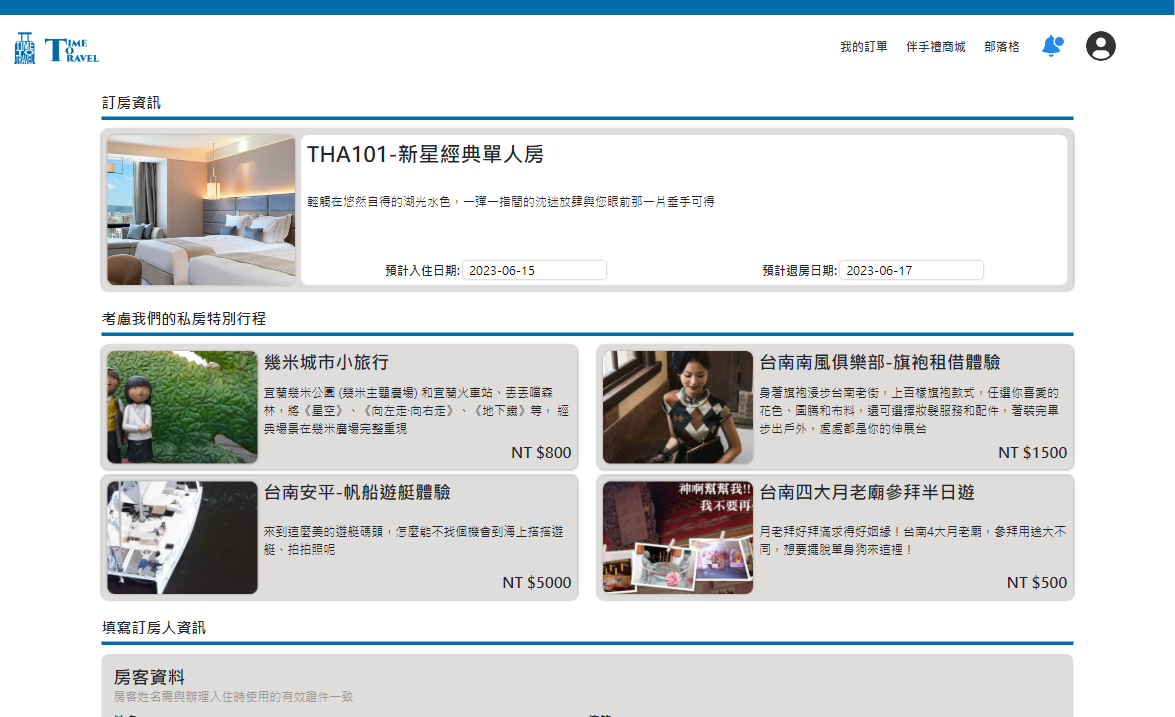 TIME TO TRAVEL
我的訂單 伴手禮商城 部落格
訂房資訊
THA101-新星經典單人房
輕觸在悠然自得的湖光水色，一彈一指間的沈迷放肆與您眼前那一片垂手可得
預計入住日期: 2023-06-15 預計退房日期: 2023-06-17
考慮我們的私房特別行程
幾米城市小旅行
宜蘭幾米公園 (幾米主題廣場) 和宜蘭火車站、丟丟噹森
林，將《星空》、《向左走·向右走》、《地下鐵》等， 經
典場景在幾米廣場完整重現
NT $800
台南南風俱樂部-旗袍租借體驗
身著旗袍漫步台南老街，上百樣旗袍款式，任選你喜愛的
花色、圖騰和布料，還可選擇妝髮服務和配件，著裝完畢
步出戶外，處處都是你的伸展台
NT $1500
台南安平-帆船遊艇體驗
來到這麼美的遊艇碼頭，怎麼能不找個機會到海上搭搭遊
艇、拍拍照呢
NT $5000
神啊幫幫我!!
我不要再
台南四大月老廟參拜半日遊
月老拜好拜滿求得好姻緣！台南4大月老廟，參拜用途大不
同，想要擺脫單身狗來這裡！
NT $500
填寫訂房人資訊
房客資料
房客姓名需與辦理入住時使用的有效證件一致